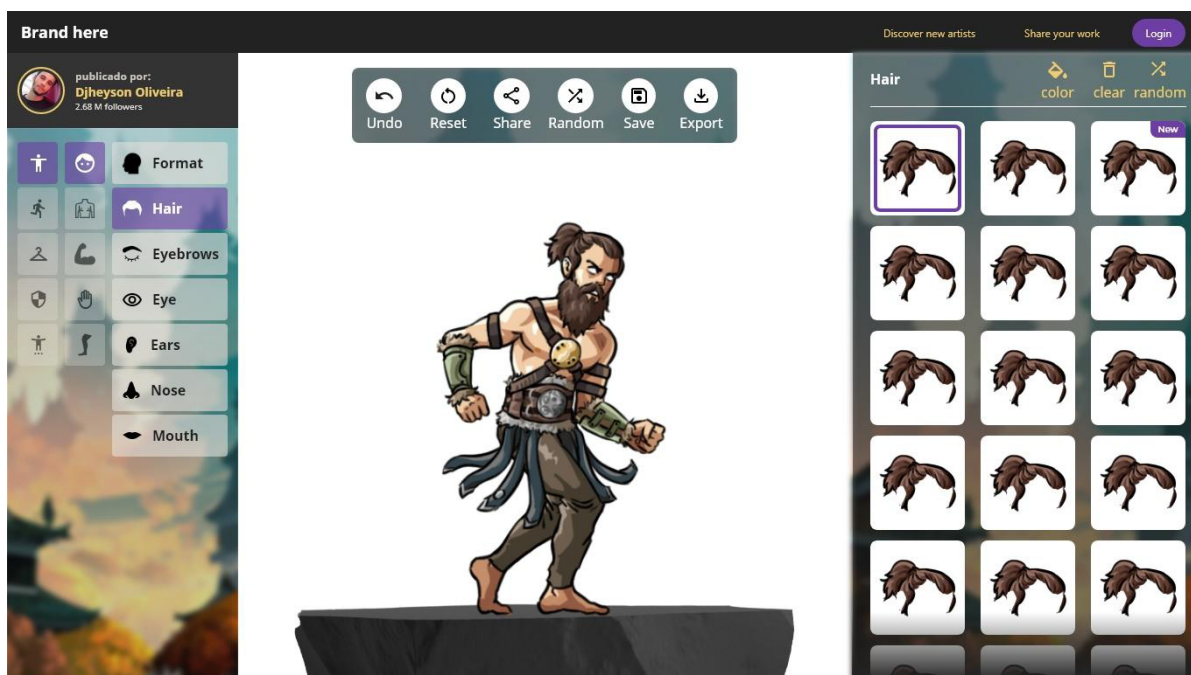 Brand here
Discover new artists
Share your work
Login
publicado por:
Djheyson Oliveira
2.68 M followers
Format
Hair
Eyebrows
Eye
Ears
Nose
Mouth
Undo
Reset
Share
Random
Save
Export
Hair
color
clear
random
New